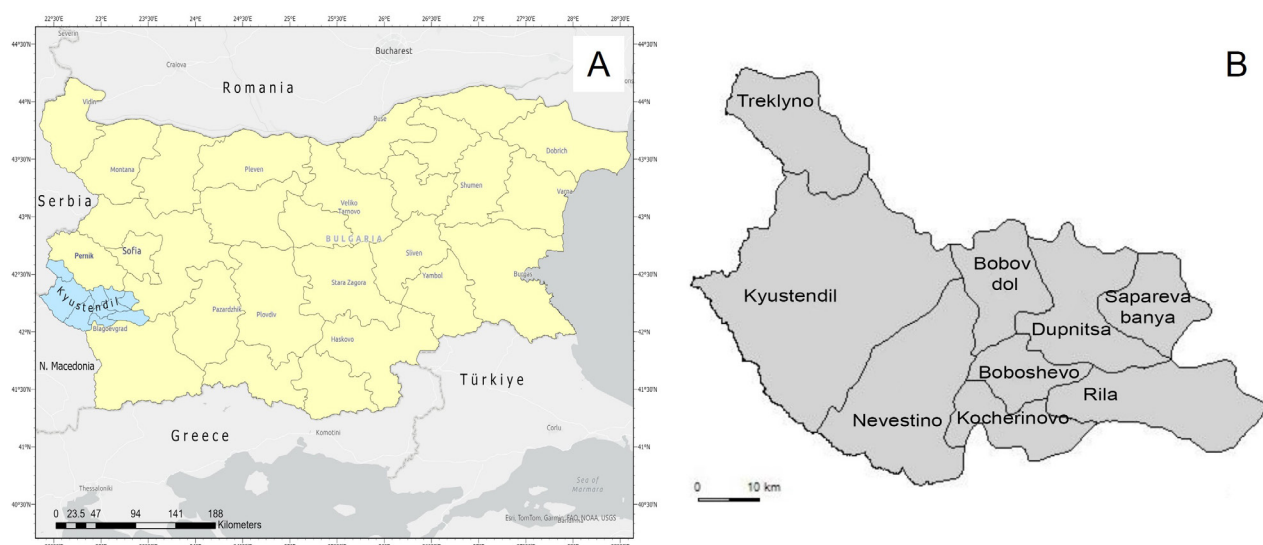 22°30'E 23°E 23°30'E 24°E 24°30'E 25°E 25°30'E 26°E 26°30'E 27°E 27°30'E 28°E 28°30'E
Severin
44°30'N
Bucharest
A
Craiova
Romania
44°N
Vidin
Ruse
43°30'N
Dobrich
Montana
Pleven
Shumen
Varna
Serbia
Veliko
Tarnovo
43°N
BULGARIA
Sofia
Pernik
Sliven
42°30'N
Yambol
Burgas
Stara Zagora
Kyustendil
Pazardzhik
Plovdiv
42°N
Blagoevgrad
Haskovo
N. Macedonia
Türkiye
41°30'N
Greece
Komotini
Corlu
41°N
Thessaloniki
Sea of
Marmara
40°30'N
0 23.5 47 94 141 188
Kilometers
Esri, TomTom, Garmin, FAO, NOAA, USGS
B
Treklyno
Kyustendil
Bobov
dol
Sapareva
banya
Dupnitsa
Boboshevo
Rila
Nevestino
Kocherinovo
0 10 km